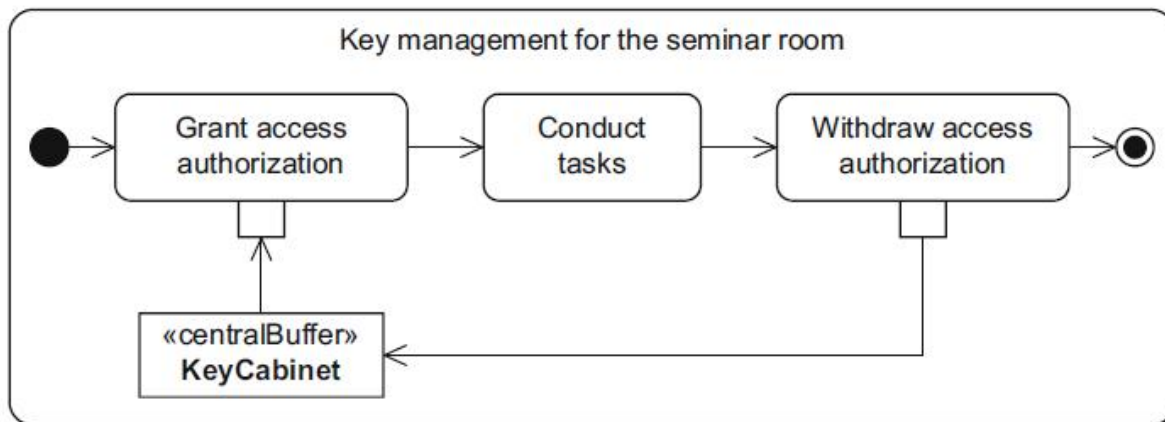 Key management for the seminar room
Grant access
authorization
Conduct
tasks
Withdraw access
authorization
«centralBuffer»
KeyCabinet